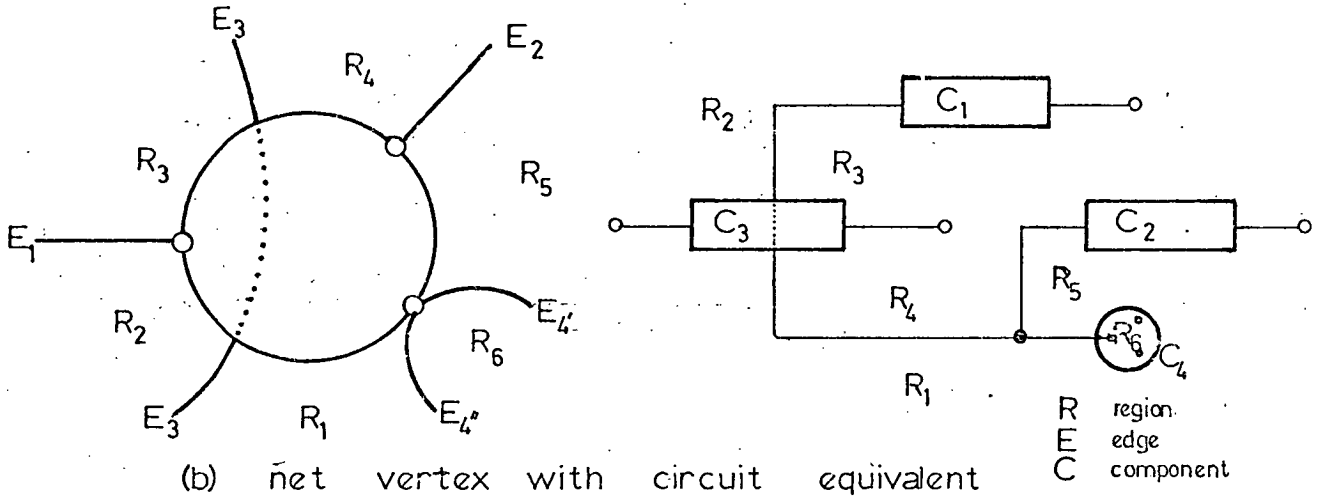 E3
E2
R4
R3
R5
E1
R2
E4'
R6
E3
R1
E4"
C1
R2
R3
C3
C2
R5
R4
R6
C4
R1
R region
E edge
C component
(b) net vertex with circuit equivalent